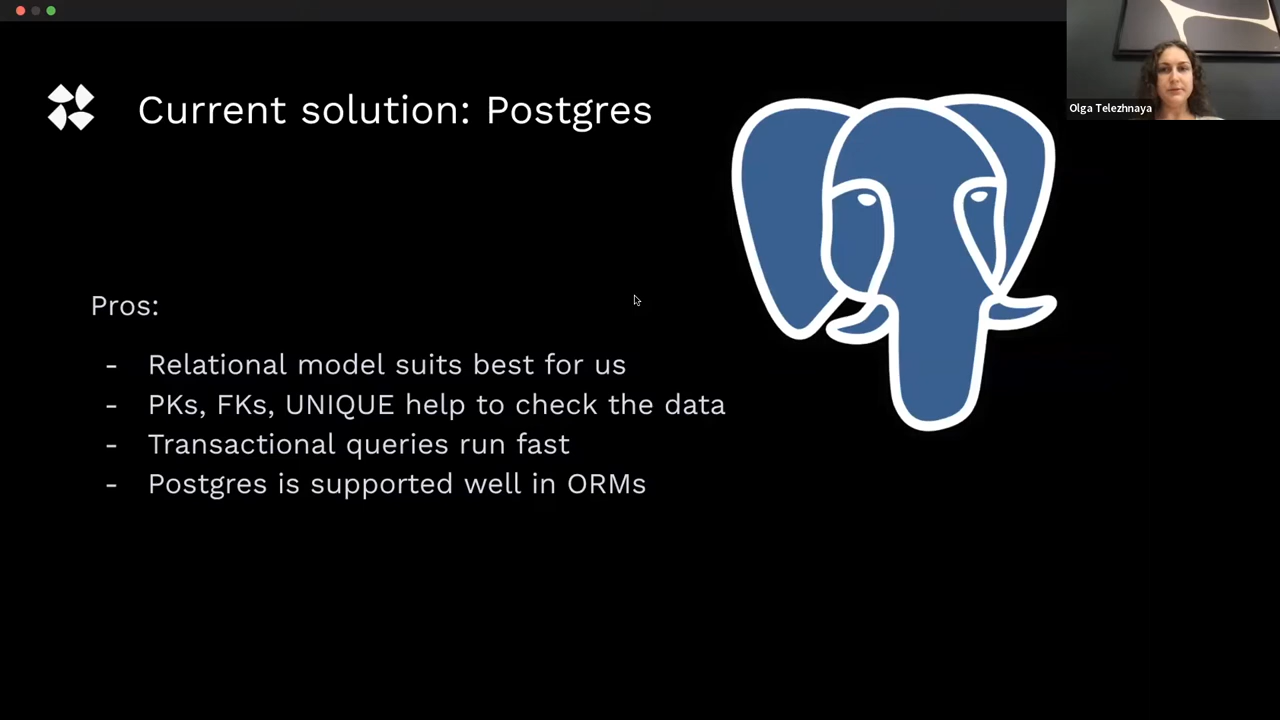 Current solution: Postgres
Olga Telezhnaya
Pros:
- Relational model suits best for us
- PKs, FKs, UNIQUE help to check the data
- Transactional queries run fast
- Postgres is supported well in ORMs